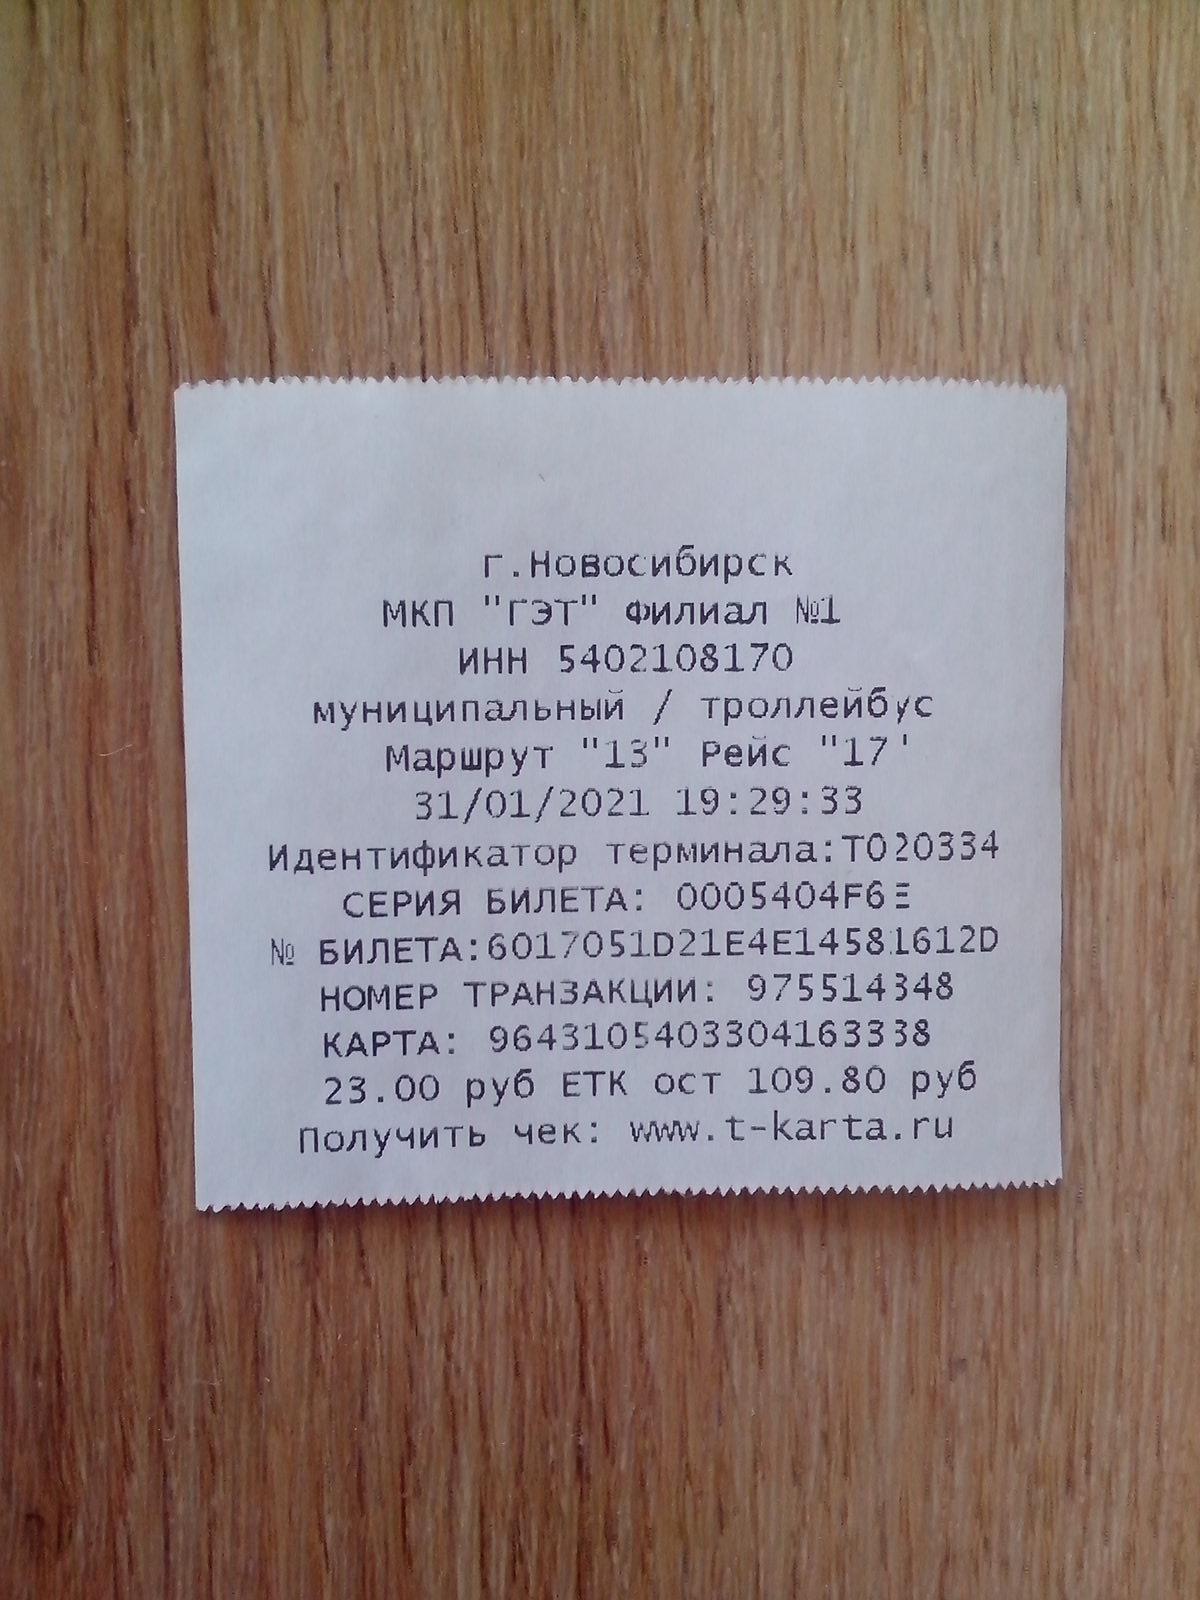 г.Новосибирск
МКП "ГЭТ" Филиал №1
ИНН 5402108170
муниципальный / троллейбус
Маршрут "13" Рейс "17"
31/01/2021 19:29:33
Идентификатор терминала:T020334
СЕРИЯ БИЛЕТА: 0005404F6E
№ БИЛЕТА:6017051D21E4E14581612D
НОМЕР ТРАНЗАКЦИИ: 975514348
КАРТА: 9643105403304163338
23.00 руб ЕТК ост 109.80 руб
Получить чек: www.t-karta.ru